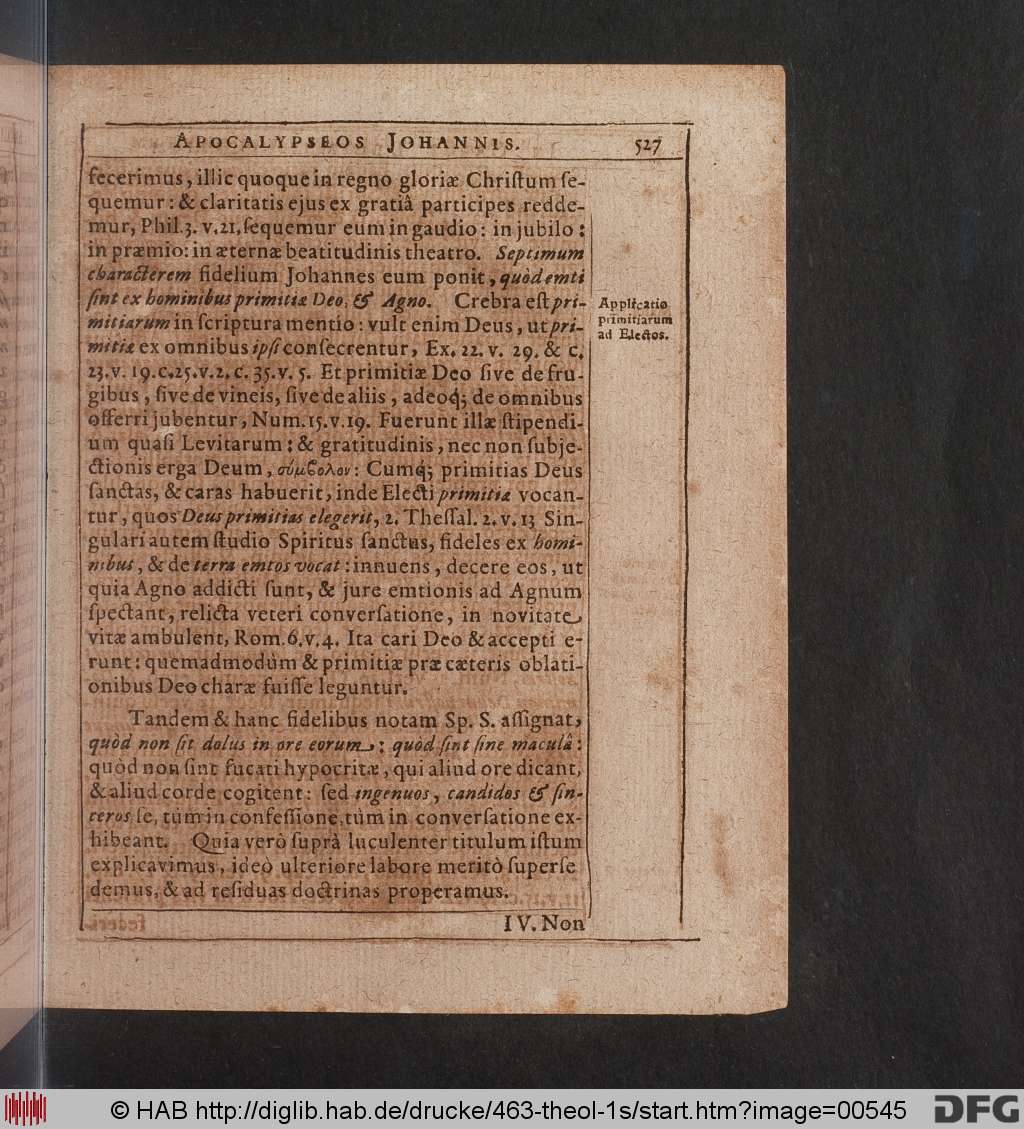 APOCALYPSEOS JOHANNIS. 527
fecerimus, illic quoque in regno gloriæ Chriſtum ſe-
quemur : & claritatis ejus ex gratiâ participes redde-
mur, Phil.3. v.21. ſequemur eum in gaudio : in jubilo :
in præmio: in æternæ beatitudinis theatro. Septimum
characterem fidelium Johannes eum ponit, quòd emti
ſint ex hominibus primitiæ Deo, & Agno. Crebra eſt pri-
mitiarum in ſcriptura mentio : vult enim Deus, ut pri-
mitiæ ex omnibus ipſi conſecrentur, Ex. 22. v. 29. & c.
23. v. 19. c. 25. v. 2. c. 35. v. 5. Et primitiæ Deo ſive de fru-
gibus, ſive de vineis, ſive de aliis, adeoq́; de omnibus
offerri jubentur, Num. 15. v. 19. Fuerunt illæ ſtipendi-
um quaſi Levitarum : & gratitudinis, nec non ſubje-
ctionis erga Deum, σύμβολον : Cumq́; primitias Deus
ſanctas, & caras habuerit, inde Electi primitiæ vocan-
tur, quos Deus primitias elegerit, 2. Theſſal. 2. v. 13 Sin-
gulari autem ſtudio Spiritus ſanctus, fideles ex homi-
nibus, & de terra emtos vocat : innuens, decere eos, ut
quia Agno addicti ſunt, & jure emtionis ad Agnum
ſpectant, relicta veteri converſatione, in novitate
vitæ ambulent, Rom. 6. v. 4. Ita cari Deo & accepti e-
runt : quemadmodùm & primitiæ præ cæteris oblati-
onibus Deo charæ fuiſſe leguntur.
Tandem & hanc fidelibus notam Sp. S. aſſignat,
quòd non ſit dolus in ore eorum : quòd ſint ſine maculâ :
quòd non ſint fucati hypocritæ, qui aliud ore dicant,
& aliud corde cogitent : ſed ingenuos, candidos & ſin-
ceros ſe, tùm in confeſſione, tùm in converſatione ex-
hibeant. Quia verò ſuprà luculenter titulum iſtum
explicavimus, ideò ulteriore labore meritò ſuperſe
demus, & ad reſiduas doctrinas properamus.
IV. Non
Applicatio
primitiarum
ad Electos.
© HAB http://diglib.hab.de/drucke/463-theol-1s/start.htm?image=00545
DFG